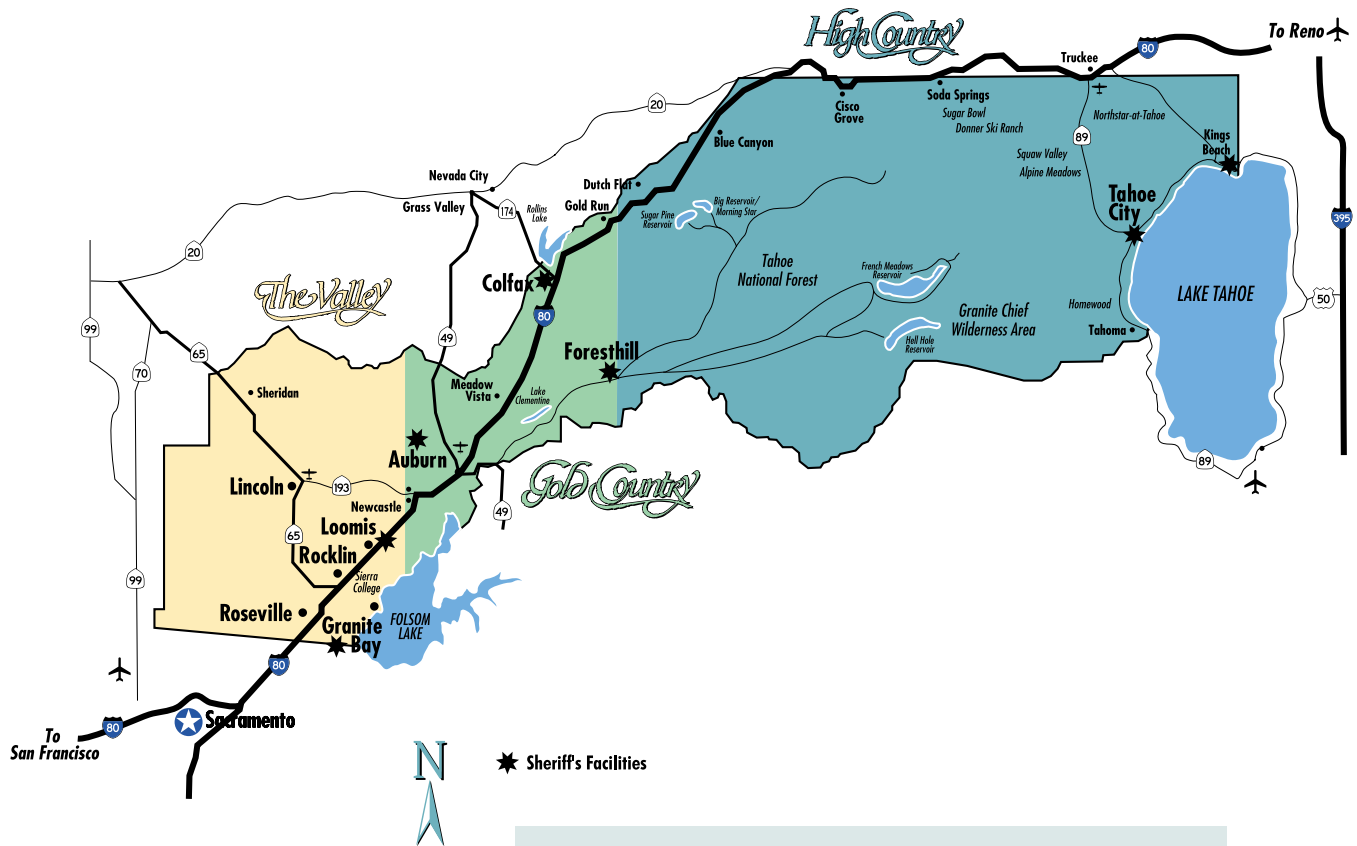 High Country
To Reno
80
Truckee
20
Cisco
Grove
Soda Springs
Sugar Bowl
Donner Ski Ranch
Northstar-at-Tahoe
89
Kings
Beach
Blue Canyon
Squaw Valley
Alpine Meadows
Nevada City
Grass Valley
174
Rollins
Lake
Dutch Flat
Gold Run
Sugar Pine
Reservoir
Big Reservoir/
Morning Star
Tahoe
City
395
20
Tahoe
National Forest
French Meadows
Reservoir
The Valley
Colfax
80
Granite Chief
Wilderness Area
Homewood
LAKE TAHOE
50
99
49
Tahoma
Hell Hole
Reservoir
65
70
Foresthill
Sheridan
Meadow
Vista
Lake
Clementine
Auburn
89
Lincoln
193
Gold Country
Newcastle
49
Loomis
65
Rocklin
99
Sierra
College
Roseville
Granite
Bay
FOLSOM
LAKE
80
Sacramento
80
To
San Francisco
N
Sheriff's Facilities